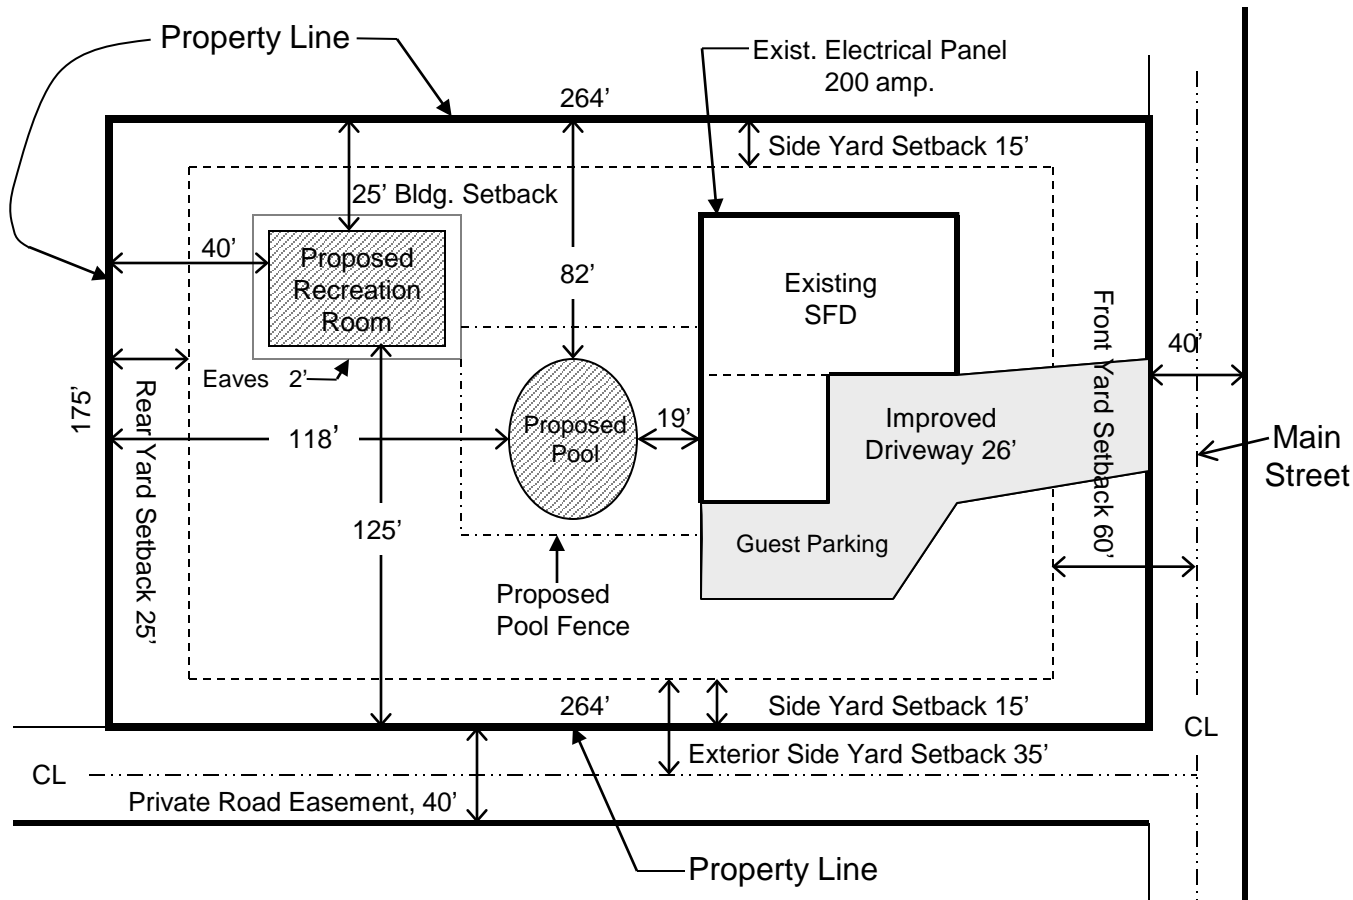 Property Line
Exist. Electrical Panel
200 amp.
264’
Side Yard Setback 15’
25’ Bldg. Setback
40’
Proposed
Recreation
Room
82’
Existing
SFD
Front Yard Setback 60’
40’
Eaves 2’
175’
Rear Yard Setback 25’
118’
Proposed
Pool
19’
Improved
Driveway 26’
Main
Street
125’
Guest Parking
Proposed
Pool Fence
264’
Side Yard Setback 15’
CL
Exterior Side Yard Setback 35’
CL
Private Road Easement, 40’
Property Line